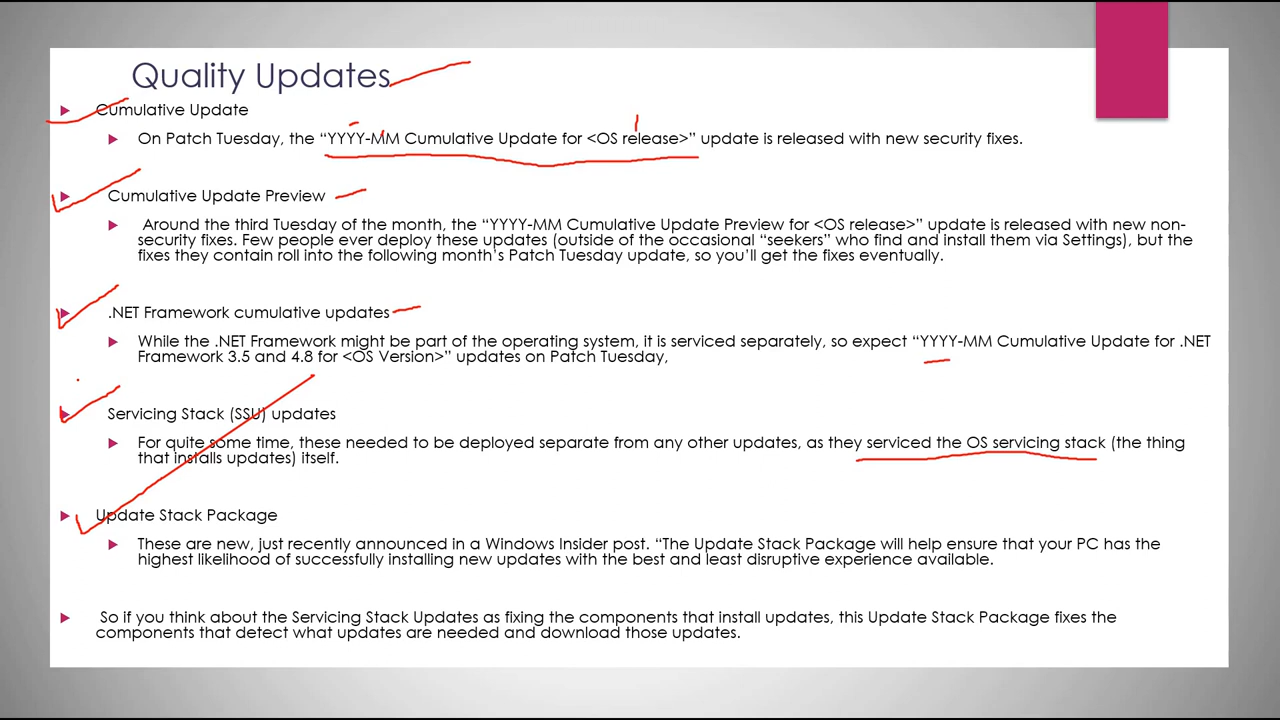 Quality Updates
Cumulative Update
On Patch Tuesday, the “YYYY-MM Cumulative Update for <OS release>” update is released with new security fixes.
Cumulative Update Preview
Around the third Tuesday of the month, the “YYYY-MM Cumulative Update Preview for <OS release>” update is released with new non-
security fixes. Few people ever deploy these updates (outside of the occasional “seekers” who find and install them via Settings), but the
fixes they contain roll into the following month’s Patch Tuesday update, so you’ll get the fixes eventually.
.NET Framework cumulative updates
While the .NET Framework might be part of the operating system, it is serviced separately, so expect “YYYY-MM Cumulative Update for .NET
Framework 3.5 and 4.8 for <OS Version>” updates on Patch Tuesday,
Servicing Stack (SSU) updates
For quite some time, these needed to be deployed separate from any other updates, as they serviced the OS servicing stack (the thing
that installs updates) itself.
Update Stack Package
These are new, just recently announced in a Windows Insider post. “The Update Stack Package will help ensure that your PC has the
highest likelihood of successfully installing new updates with the best and least disruptive experience available.
So if you think about the Servicing Stack Updates as fixing the components that install updates, this Update Stack Package fixes the
components that detect what updates are needed and download those updates.